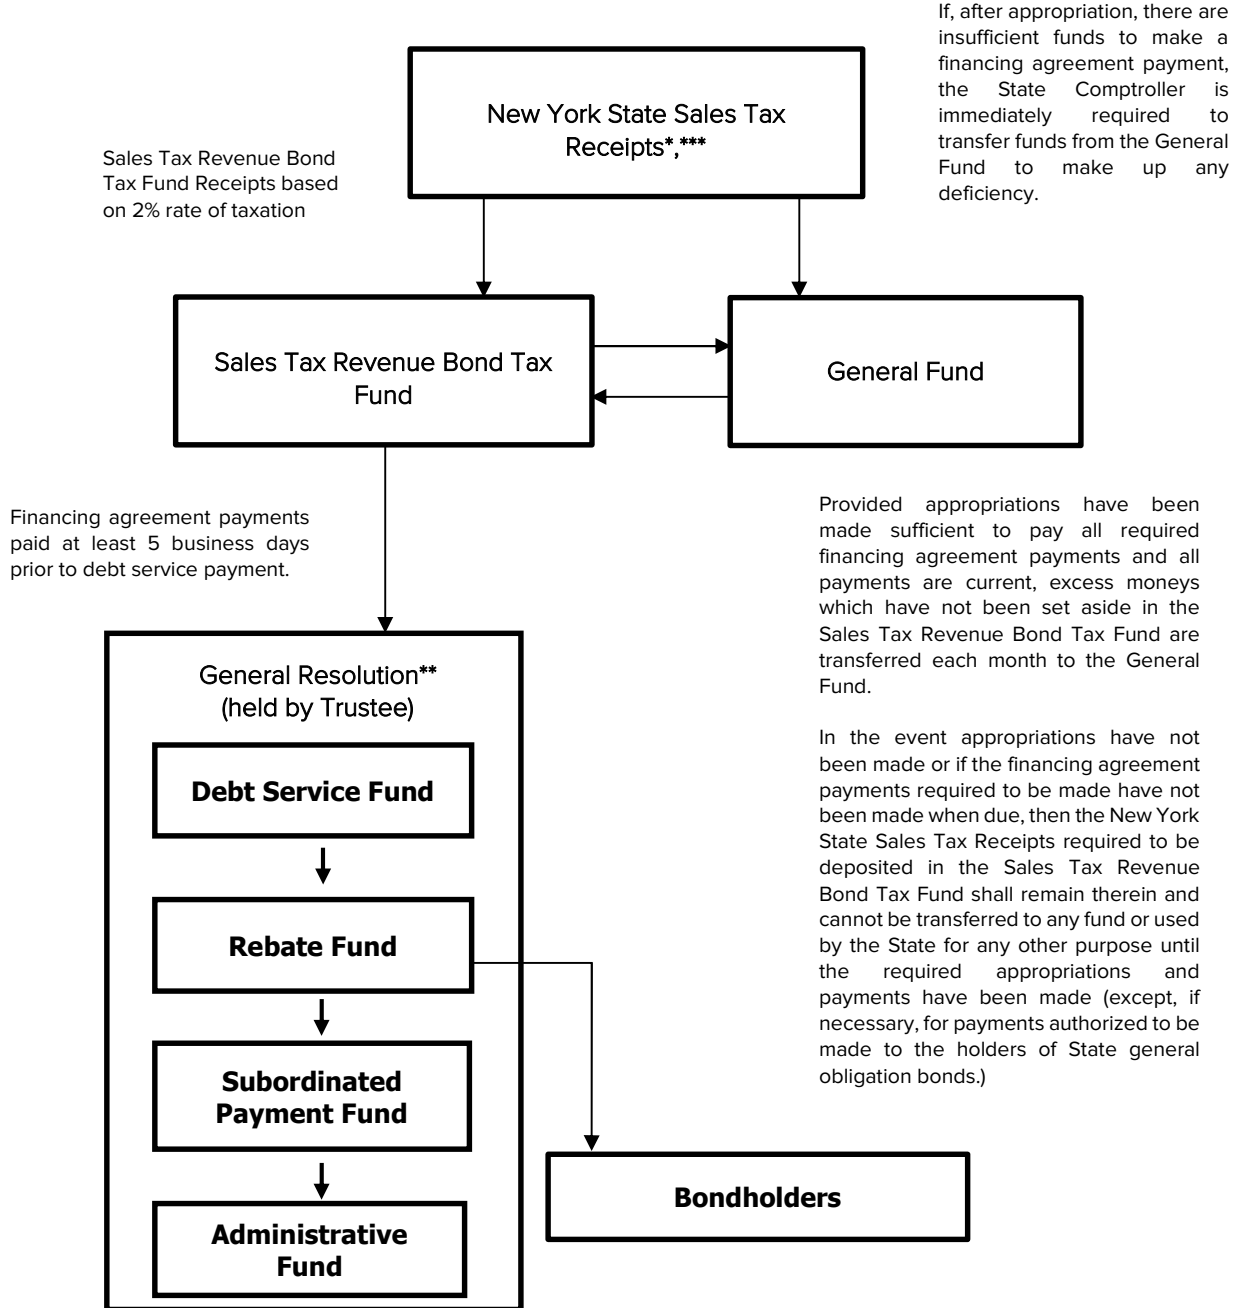 If, after appropriation, there are
insufficient funds to make a
financing agreement payment,
the State Comptroller is
immediately required to
transfer funds from the General
Fund to make up any
deficiency.
New York State Sales Tax
Receipts*,***
Sales Tax Revenue Bond
Tax Fund Receipts based
on 2% rate of taxation
Sales Tax Revenue Bond Tax
Fund
General Fund
Financing agreement payments
paid at least 5 business days
prior to debt service payment.
Provided appropriations have been
made sufficient to pay all required
financing agreement payments and all
payments are current, excess moneys
which have not been set aside in the
Sales Tax Revenue Bond Tax Fund are
transferred each month to the General
Fund.
In the event appropriations have not
been made or if the financing agreement
payments required to be made have not
been made when due, then the New York
State Sales Tax Receipts required to be
deposited in the Sales Tax Revenue
Bond Tax Fund shall remain therein and
cannot be transferred to any fund or used
by the State for any other purpose until
the required appropriations and
payments have been made (except, if
necessary, for payments authorized to be
made to the holders of State general
obligation bonds.)
General Resolution**
(held by Trustee)
Debt Service Fund
Rebate Fund
Subordinated
Payment Fund
Administrative
Fund
Bondholders